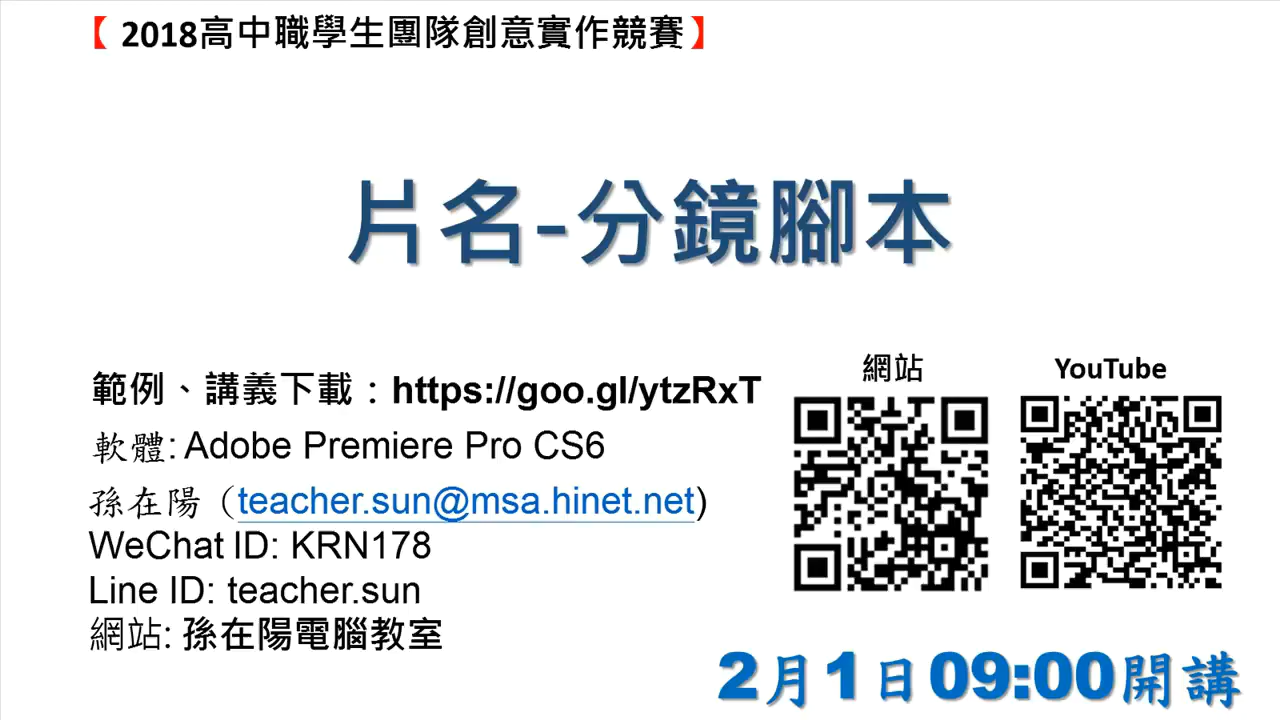 【 2018高中職學生團隊創意實作競賽】
片名-分鏡腳本
範例、講義下載：https://goo.gl/ytzRxT
軟體: Adobe Premiere Pro CS6
孫在陽（teacher.sun@msa.hinet.net)
WeChat ID: KRN178
Line ID: teacher.sun
網站: 孫在陽電腦教室
網站
YouTube
2月1日09:00開講